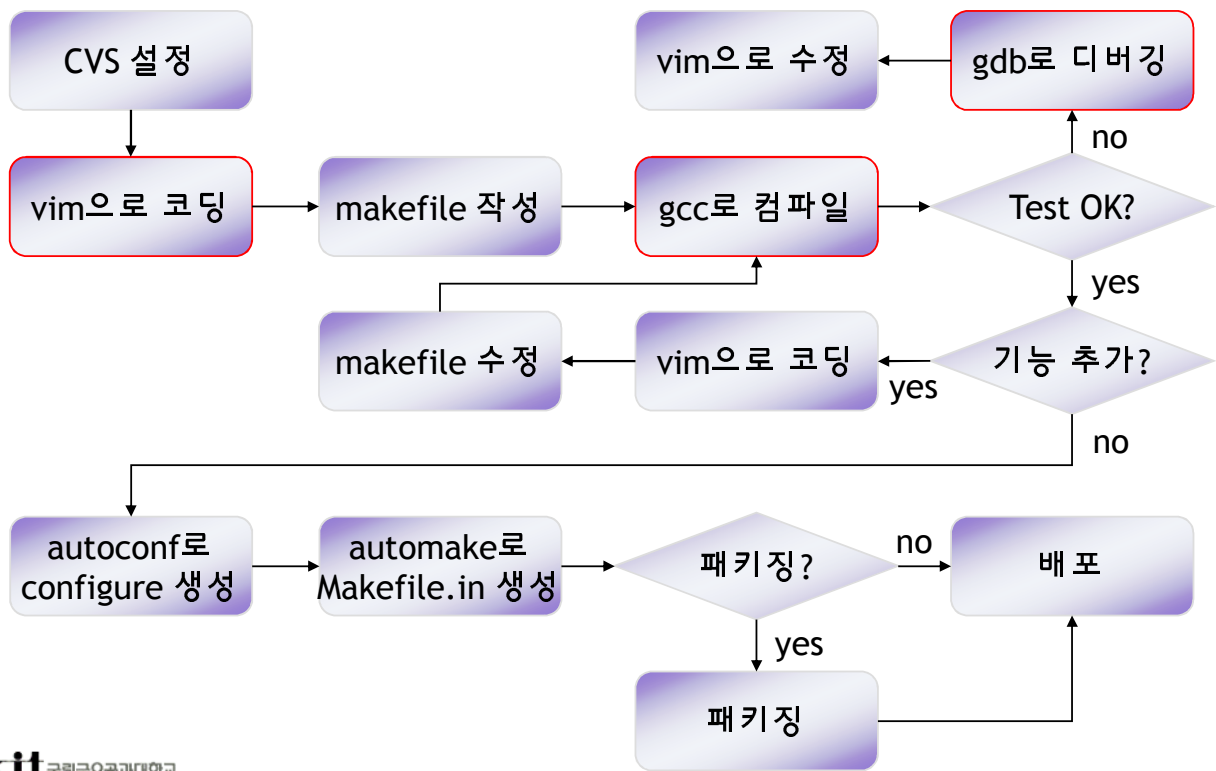 CVS 설정
vim으로 수정
gdb로 디버깅
no
vim으로 코딩
makefile 작성
gcc로 컴파일
Test OK?
yes
makefile 수정
vim으로 코딩
기능 추가?
yes
no
autoconf로
configure 생성
automake로
Makefile.in 생성
패키징?
no
배포
yes
패키징